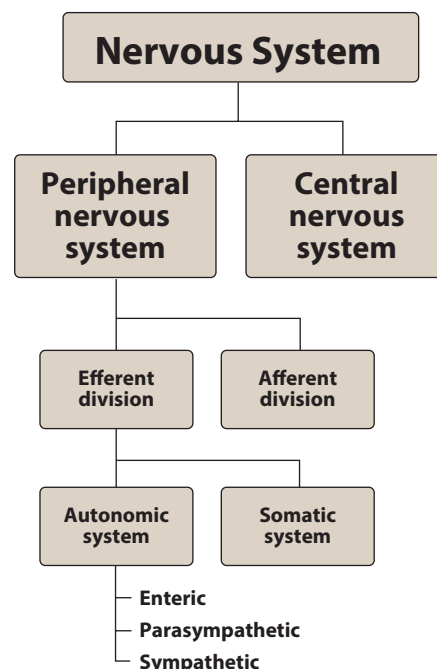 Nervous System
Peripheral
nervous
system
Central
nervous
system
Efferent
division
Afferent
division
Autonomic
system
Somatic
system
Enteric
Parasympathetic
Sympathetic